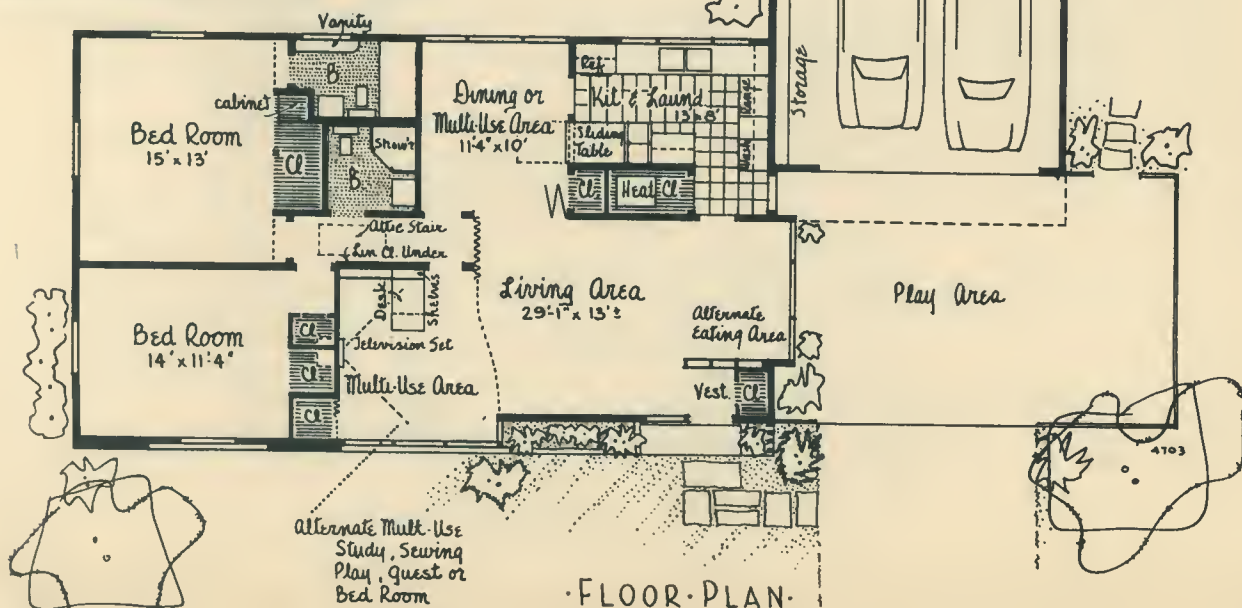 Vanity
B
Ref.
Storage
cabinet
Dining or
Multi-Use Area
11'4" x 10'
Kit & Laund
13' x 8'
Range
Bed Room
15' x 13'
Cl
Show'r
B
Sliding
Table
Wash
Cl
Heat
Cl
Attic Stair
Lin Cl. Under
Desk
Shelves
Living Area
29'-1" x 13'±
Alternate
Eating Area
Play Area
Bed Room
14' x 11'-4"
Cl
Television Set
Cl
Multi-Use Area
Vest.
Cl
Cl
4703
Alternate Mult-Use
Study, Sewing
Play, Guest or
Bed Room
·FLOOR·PLAN·